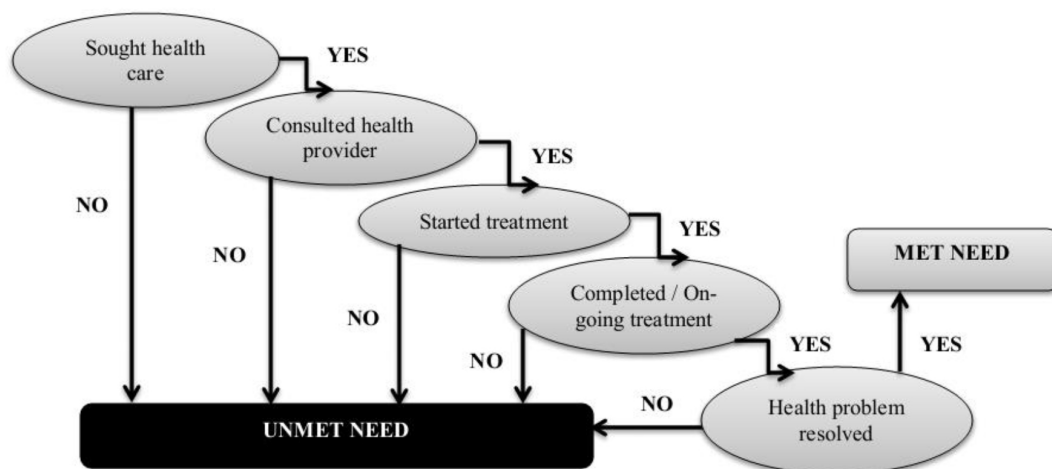 Sought health
care
YES
Consulted health
provider
YES
NO
Started treatment
YES
NO
MET NEED
Completed / On-
going treatment
NO
YES
YES
NO
Health problem
resolved
NO
UNMET NEED